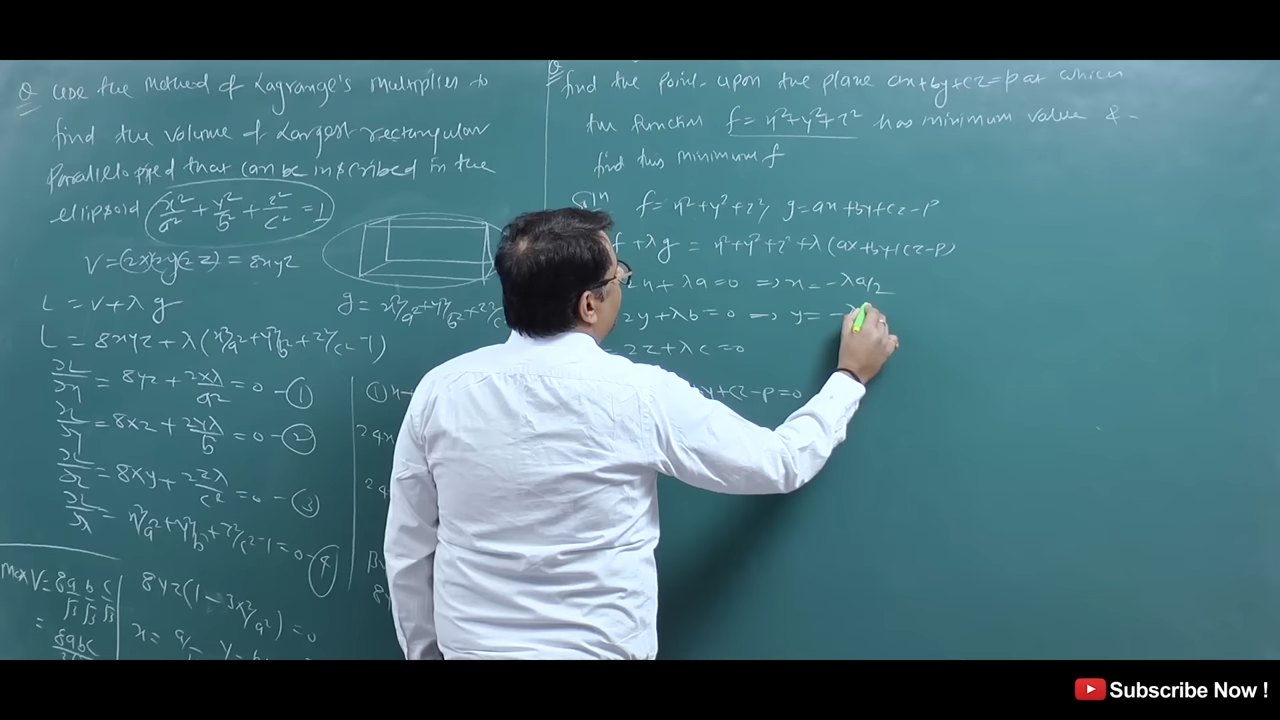 Q Use the Method of Lagrange's Multiplier to
find the volume of Largest rectangular
Parallelopiped that can be inscribed in the
ellipsoid x²/a² + y²/b² + z²/c² = 1
V = (2x)(2y)(2z) = 8xyz
L = V + λ g
g = x²/a² + y²/b² + z²/c
L = 8xyz + λ (x²/a² + y²/b² + z²/c² - 1)
∂L/∂x = 8yz + 2xλ/a² = 0 - ①
∂L/∂y = 8xz + 2yλ/b = 0 - ②
∂L/∂z = 8xy + 2zλ/c² = 0 - ③
∂L/∂λ = x²/a² + y²/b² + z²/c² - 1 = 0 - ④
Max V = 8 a b c / √3 √3 √3
= 8abc
8yz (1 - 3x²/a²) = 0
x = a/ y = b
① x
Q find the point upon the plane ax+by+cz=p at which
the function f = x²+y²+z² has minimum value &
find this minimum f
Solⁿ f = x²+y²+z², g = ax+by+cz-p
f + λg = x²+y²+z² + λ(ax+by+cz-p)
2x + λa = 0 ⇒ x = -λa/2
2y + λb = 0 ⇒ y = -λ
= 2z + λc = 0
y+cz-p=0
Subscribe Now !